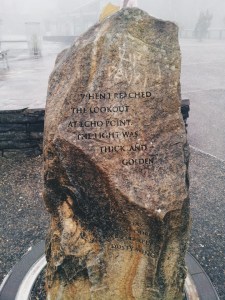 WHEN I REACHED
THE LOOKOUT
AT ECHO POINT
THE LIGHT WAS
THICK AND
GOLDEN